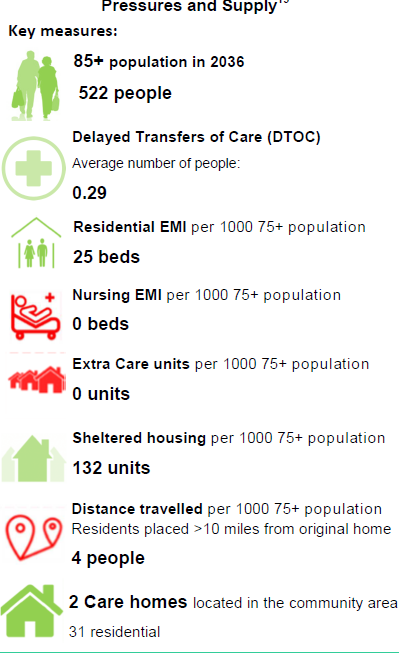 Pressures and Supply¹⁵
Key measures:
85+ population in 2036
522 people
Delayed Transfers of Care (DTOC)
Average number of people:
0.29
Residential EMI per 1000 75+ population
25 beds
Nursing EMI per 1000 75+ population
0 beds
Extra Care units per 1000 75+ population
0 units
Sheltered housing per 1000 75+ population
132 units
Distance travelled per 1000 75+ population
Residents placed >10 miles from original home
4 people
2 Care homes located in the community area
31 residential